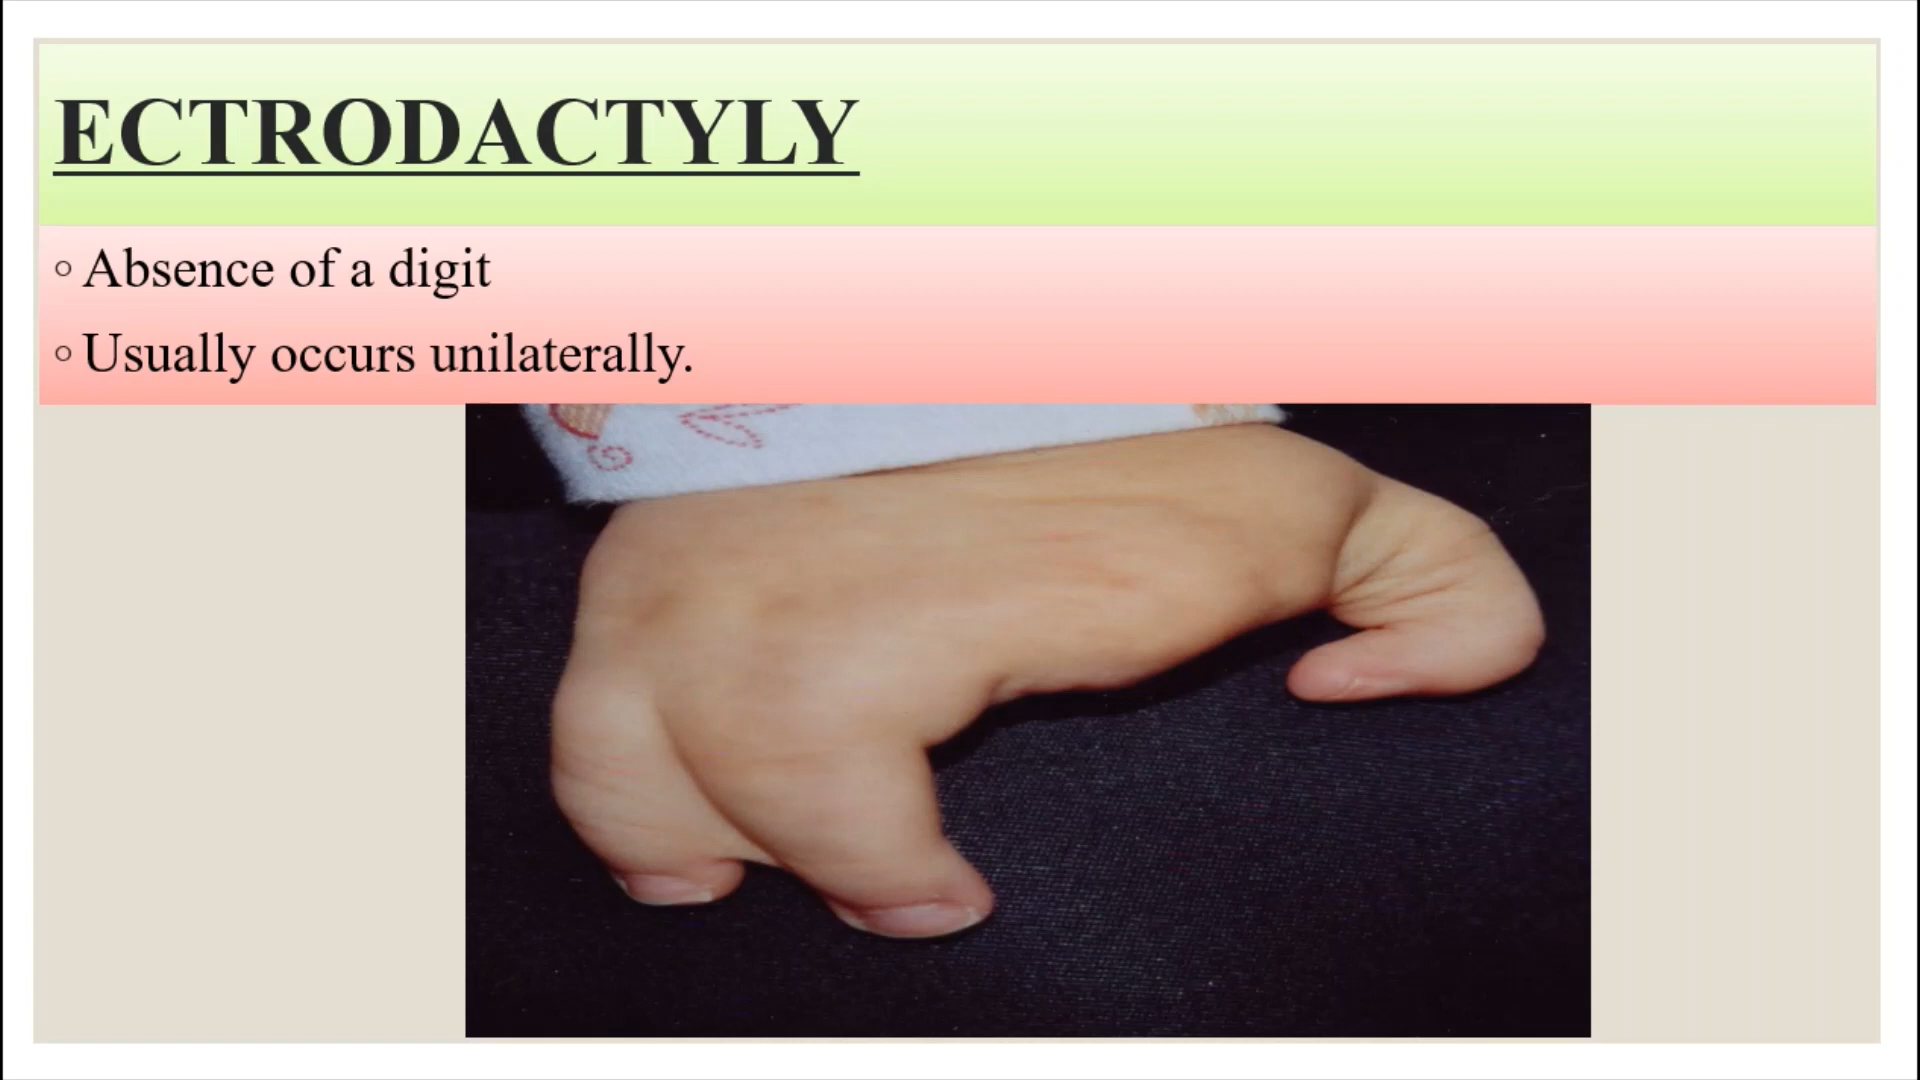 ECTRODACTYLY
◦ Absence of a digit
◦ Usually occurs unilaterally.